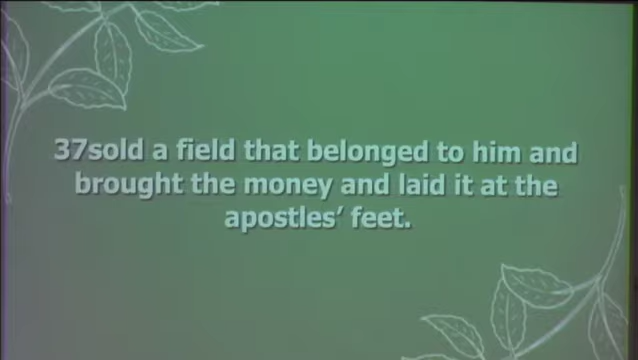 37sold a field that belonged to him and
brought the money and laid it at the
apostles’ feet.